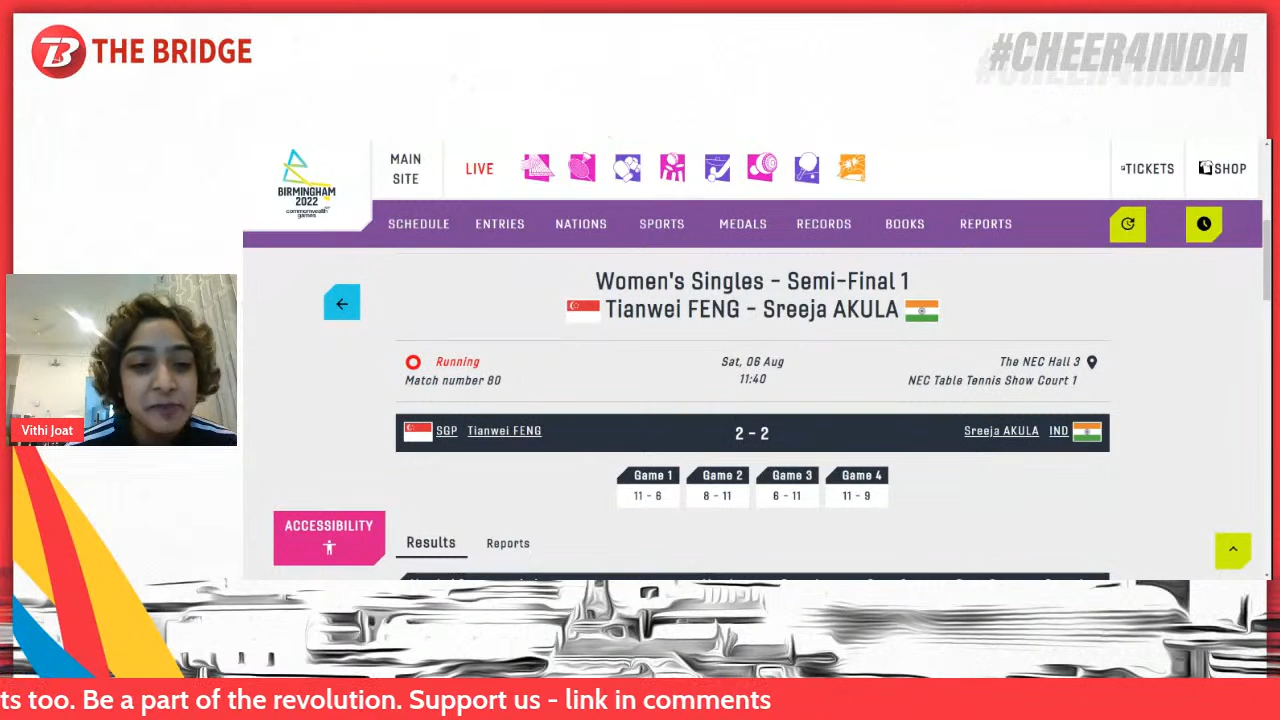 THE BRIDGE
#CHEER4INDIA
BIRMINGHAM
2022
commonwealth
games
MAIN
SITE
LIVE
TICKETS
SHOP
SCHEDULE ENTRIES NATIONS SPORTS MEDALS RECORDS BOOKS REPORTS
Women's Singles - Semi-Final 1
Tianwei FENG - Sreeja AKULA
Running
Match number 80
Sat, 06 Aug
11:40
The NEC Hall 3
NEC Table Tennis Show Court 1
SGP Tianwei FENG 2 - 2 Sreeja AKULA IND
Game 1 Game 2 Game 3 Game 4
11 - 6 8 - 11 6 - 11 11 - 9
Vithi Joat
ACCESSIBILITY
Results Reports
ts too. Be a part of the revolution. Support us - link in comments